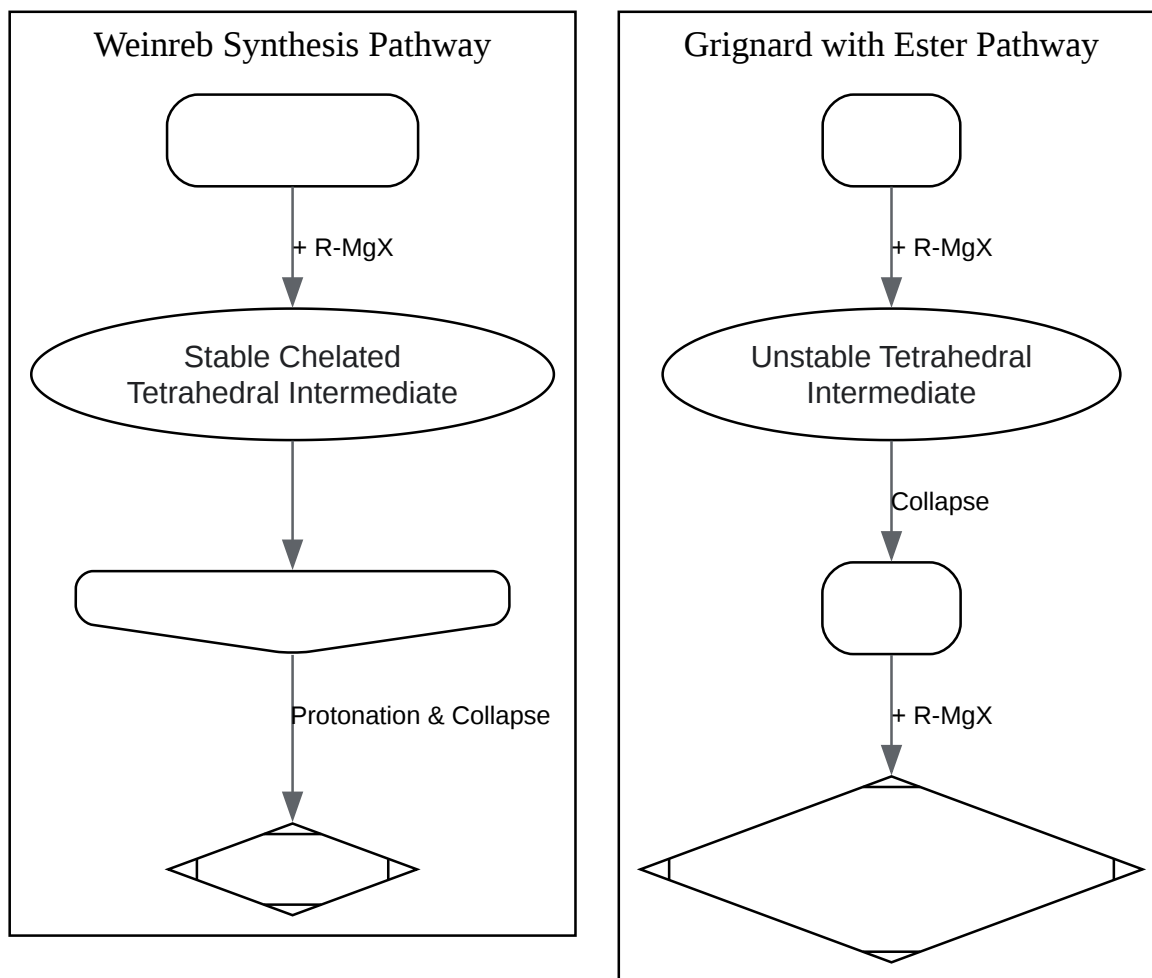 Weinreb Synthesis Pathway
+ R-MgX
Stable Chelated
Tetrahedral Intermediate
Protonation & Collapse
Grignard with Ester Pathway
+ R-MgX
Unstable Tetrahedral
Intermediate
Collapse
+ R-MgX